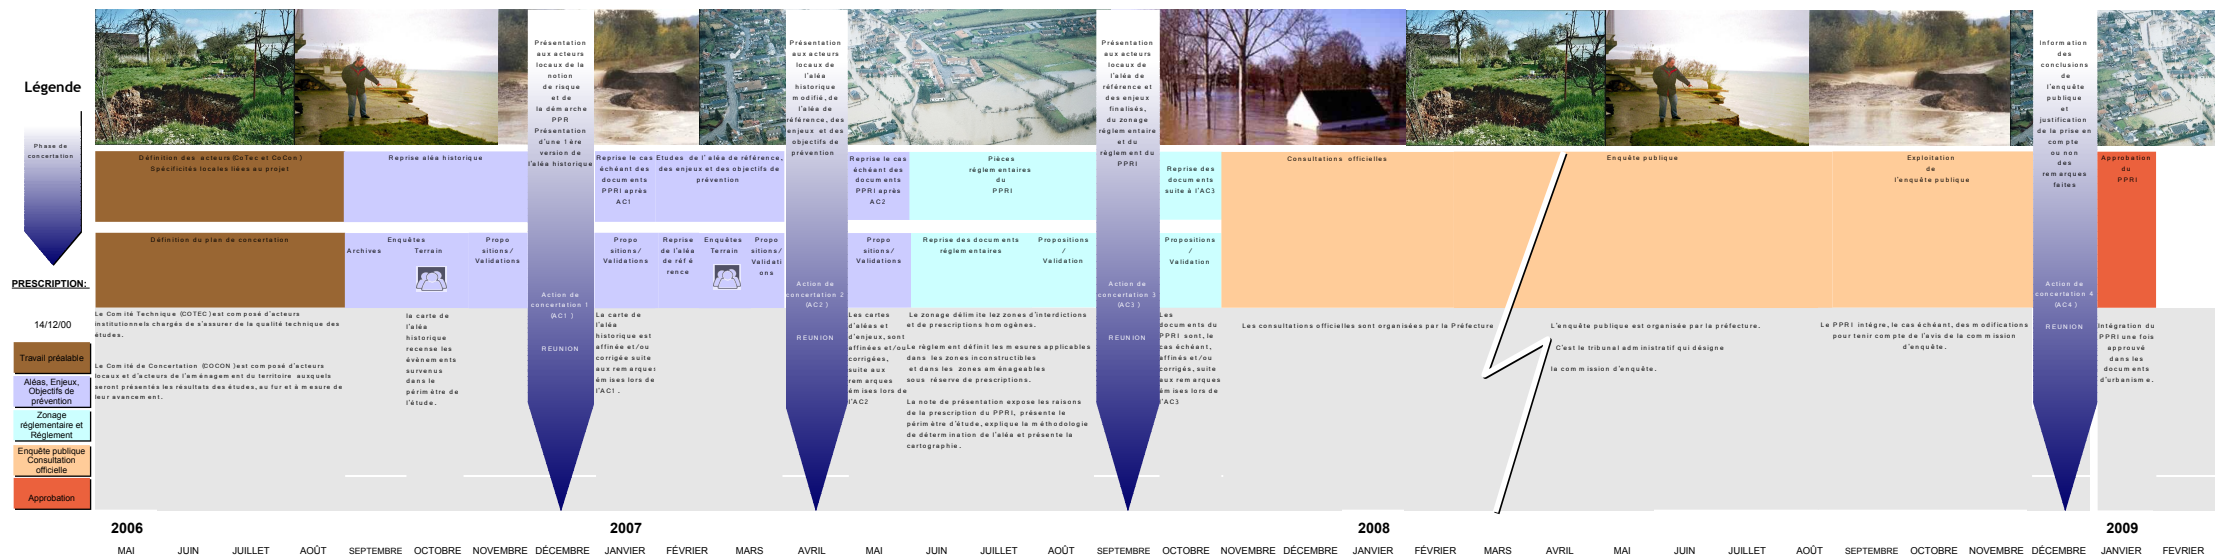 Légende
Phase de
concertation
PRESCRIPTION:
14/12/00
Travail préalable
Aléas, Enjeux,
Objectifs de
prévention
Zonage
réglementaire et
Réglement
Enquête publique
Consultation
officielle
Approbation
Définition des acteurs (CoTec et CoCon)
Spécificités locales liées au projet
Définition du plan de concertation
Le Comité Technique (COTEC) est composé d'acteurs
institutionnels chargés de s'assurer de la qualité technique des
études.
Le Comité de Concertation (COCON) est composé d'acteurs
locaux et d'acteurs de l'aménagement du territoire auxquels
seront présentés les résultats des études, au fur et à mesure de
leur avancement.
Reprise aléa historique
Enquêtes
Archives
Terrain
Propo
sitions/
Validations
la carte de
l'aléa
historique
recense les
évènements
survenus
dans le
périmètre de
l'étude.
Présentation
aux acteurs
locaux de la
notion
de risque
et de
la démarche
PPR
Présentation
d'une 1ère
version de
l'aléa historique
Action de
concertation 1
(AC1)
REUNION
Reprise le cas
échéant des
documents
PPRI après
AC1
Propo
sitions/
Validations
La carte de
l'aléa
historique est
affinée et/ou
corrigée suite
aux remarques
émises lors de
l'AC1.
Etudes de l'aléa de référence,
des enjeux et des objectifs de
prévention
Reprise
de l'aléa
de réfé
rence
Enquêtes
Terrain
Propo
sitions
/Validati
ons
Présentation
aux acteurs
locaux de
l'aléa
historique
modifié, de
l'aléa de
référence, des
enjeux et des
objectifs de
prévention
Action de
concertation 2
(AC2)
REUNION
Reprise le cas
échéant des
documents
PPRI après
AC2
Propo
sitions/
Validations
Les cartes
d'aléas et
d'enjeux, sont
affinées et/ou
corrigées,
suite aux
remarques
émises lors de
l'AC2
Pièces
réglementaires
du
PPRI
Reprise des documents
réglementaires
Propositions
/
Validation
Le zonage délimite lez zones d'interdictions
et de prescriptions homogènes.
Le règlement définit les mesures applicables
dans les zones inconstructibles
et dans les zones aménageables
sous réserve de prescriptions.
La note de présentation expose les raisons
de la prescription du PPRI, présente le
périmètre d'étude, explique la méthodologie
de détermination de l'aléa et présente la
cartographie.
Présentation
aux acteurs
locaux de
l'aléa de
référence et
des enjeux
finalisés,
du zonage
réglementaire
et du
règlement du
PPRI
Action de
concertation 3
(AC3)
REUNION
Reprise des
documents
suite à l'AC3
Propositions
/
Validation
Les
documents du
PPRI sont, le
cas échéant,
affinés et/ou
corrigés, suite
aux remarques
émises lors de
l'AC3
Consultations officielles
Les consultations officielles sont organisées par la Préfecture
Enquête publique
L'enquête publique est organisée par la préfecture.
C'est le tribunal administratif qui désigne
la commission d'enquête.
Exploitation
de
l'enquête publique
Le PPRI intègre, le cas échéant, des modifications
pour tenir compte de l'avis de la commission
d'enquête.
Information
des
conclusions
de
l'enquête
publique
et
justification
de la prise en
compte
ou non
des
remarques
faites
Action de
concertation 4
(AC4)
REUNION
Approbation
du
PPRI
Intégration du
PPRI une fois
approuvé
dans les
documents
d'urbanisme.
2006 2007 2008 2009
MAI JUIN JUILLET AOÛT SEPTEMBRE OCTOBRE NOVEMBRE DÉCEMBRE JANVIER FÉVRIER MARS AVRIL MAI JUIN JUILLET AOÛT SEPTEMBRE OCTOBRE NOVEMBRE DÉCEMBRE JANVIER FÉVRIER MARS AVRIL MAI JUIN JUILLET AOÛT SEPTEMBRE OCTOBRE NOVEMBRE DÉCEMBRE JANVIER FEVRIER